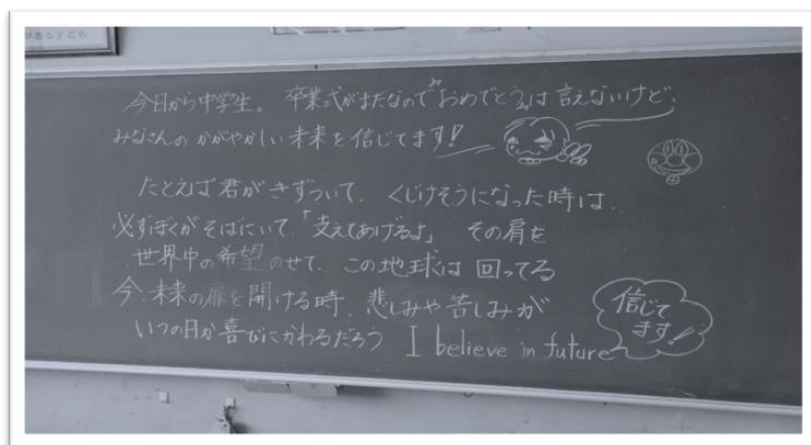 がある子ども
今日から中学生。卒業式がまだなので〝おめでとう〟は言えないけど、
みなさんのかがやかしい未来を信じてます!
たとえば君がきずついて、くじけそうになった時は、
必ずぼくがそばにいて、「支えてあげるよ」その肩を
世界中の希望のせて、この地球は回ってる
今、未来の扉を開ける時、悲しみや苦しみが
いつの日か喜びにかわるだろう I believe in future
信じて
ます!